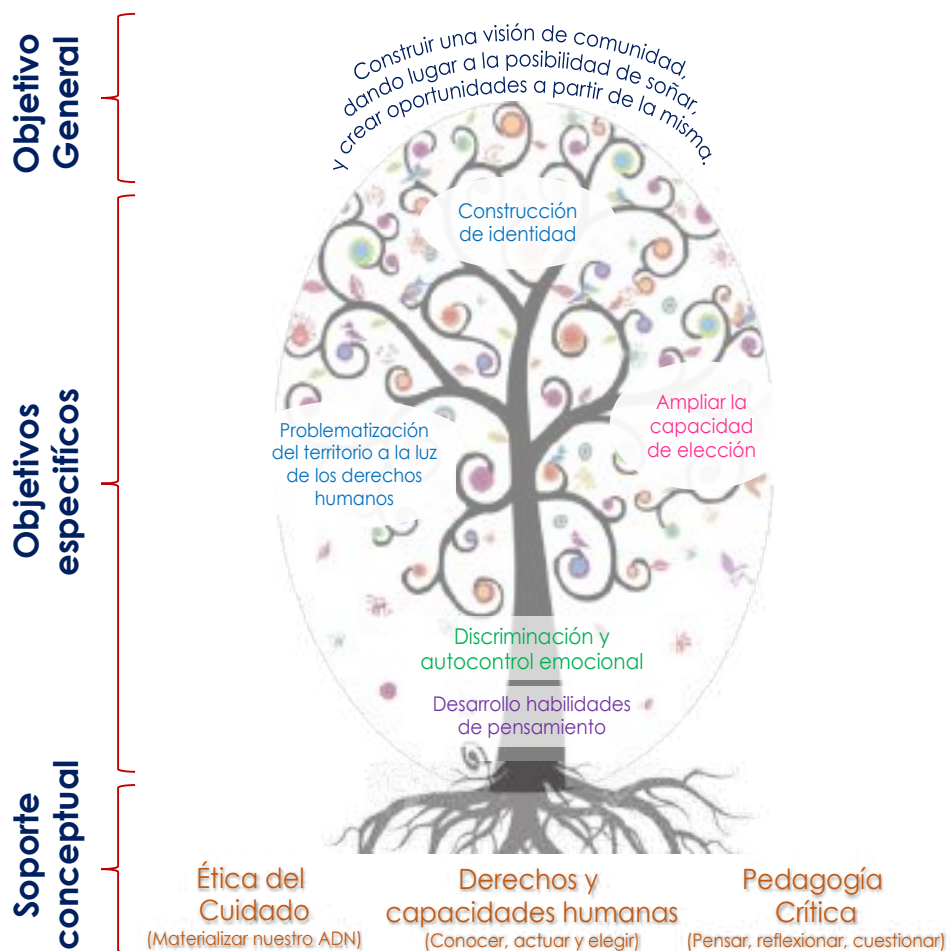 Objetivo
General
Construir una visión de comunidad,
dando lugar a la posibilidad de soñar,
y crear oportunidades a partir de la misma.
Objetivos
especifícos
Construcción
de identidad
Ampliar la
capacidad
de elección
Problematización
del territorio a la luz
de los derechos
humanos
Discriminación y
autocontrol emocional
Desarrollo habilidades
de pensamiento
Soporte
conceptual
Ética del
Cuidado
(Materializar nuestro ADN)
Derechos y
capacidades humanas
(Conocer, actuar y elegir)
Pedagogía
Crítica
(Pensar, reflexionar, cuestionar)